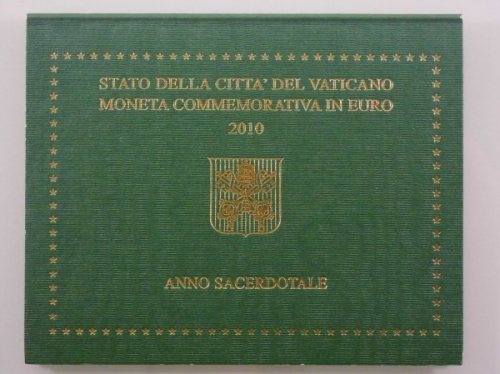 STATO DELLA CITTA' DEL VATICANO
MONETA COMMEMORATIVA IN EURO
2010
ANNO SACERDOTALE